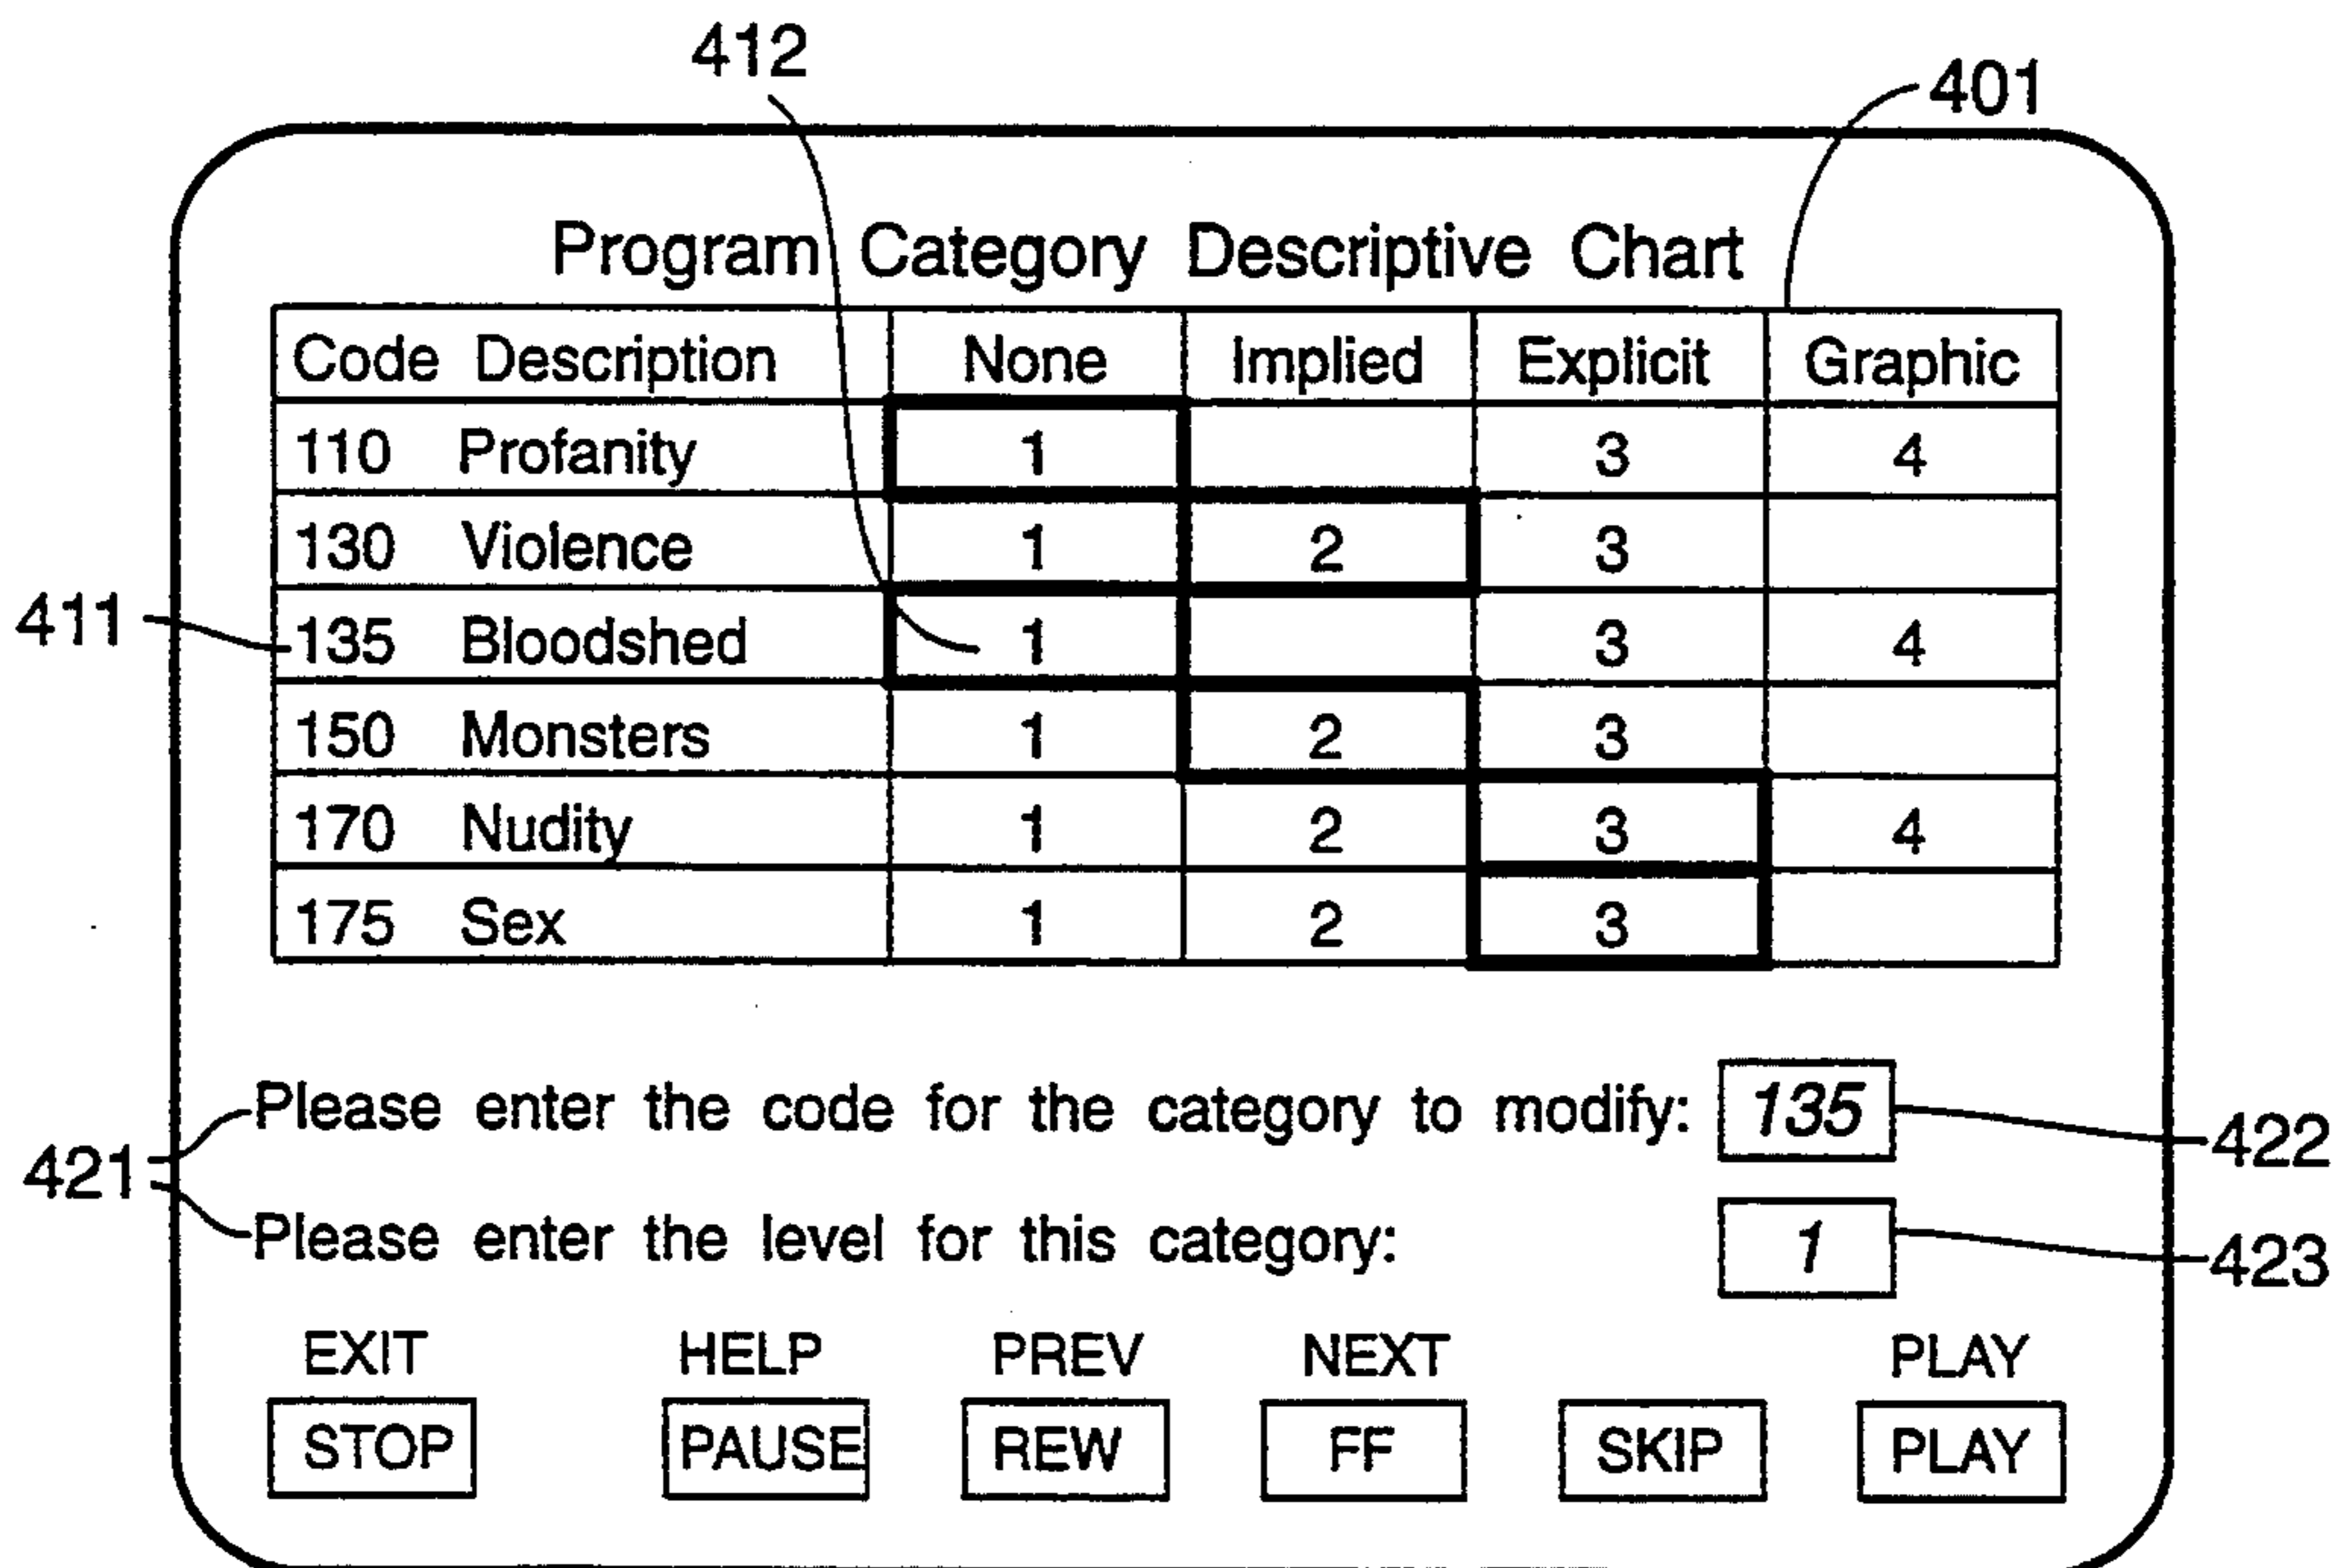 412
401
Program Category Descriptive Chart
Code Description None Implied Explicit Graphic
110 Profanity 1 3 4
130 Violence 1 2 3
411
135 Bloodshed 1 3 4
150 Monsters 1 2 3
170 Nudity 1 2 3 4
175 Sex 1 2 3
Please enter the code for the category to modify: 135
422
421
Please enter the level for this category: 1
423
EXIT HELP PREV NEXT PLAY
STOP PAUSE REW FF SKIP PLAY